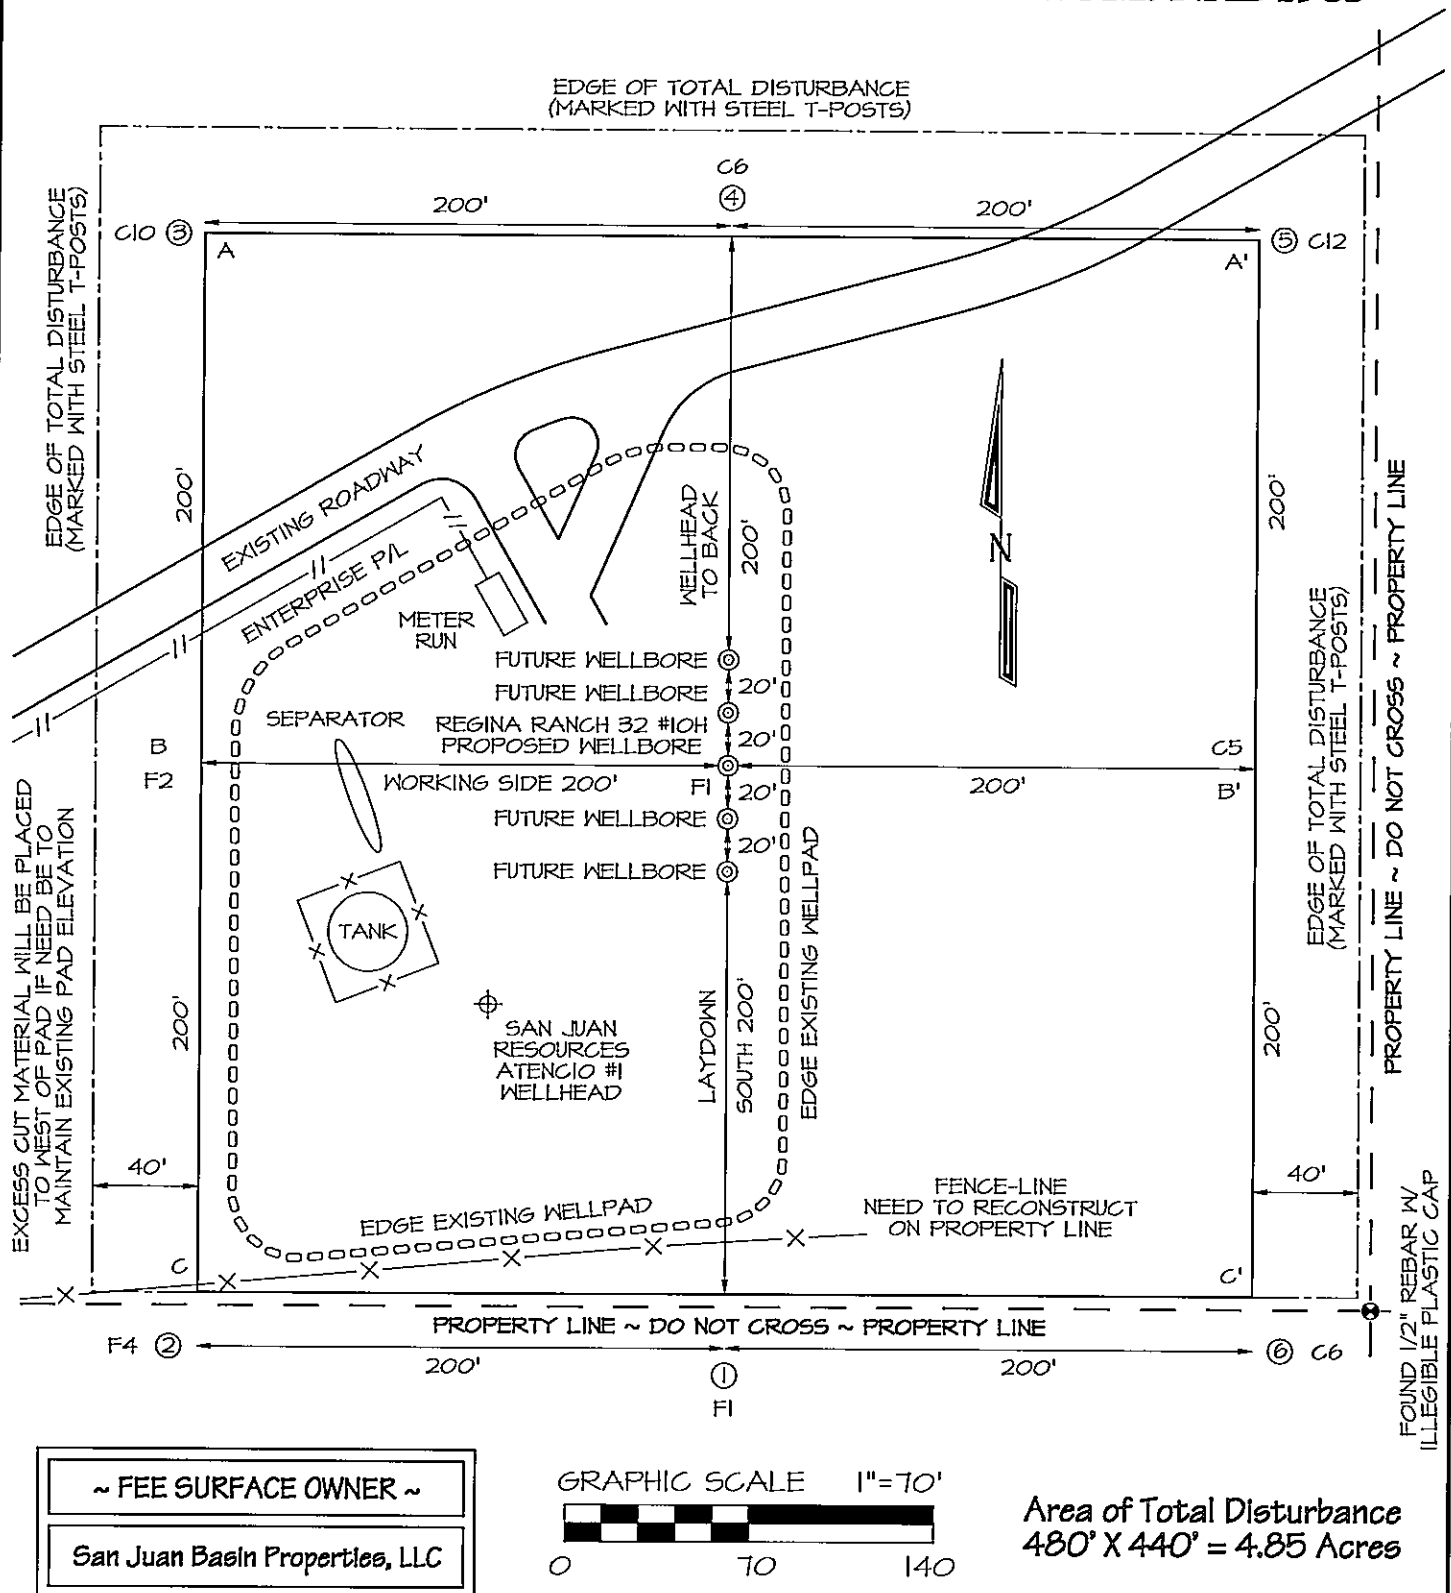 EDGE OF TOTAL DISTURBANCE
(MARKED WITH STEEL T-POSTS)
C6
④
200'
200'
C10 ③
⑤ C12
A
A'
EDGE OF TOTAL DISTURBANCE
(MARKED WITH STEEL T-POSTS)
200'
EXISTING ROADWAY
ENTERPRISE P/L
METER
RUN
WELLHEAD
TO BACK
200'
N
200'
PROPERTY LINE ~ DO NOT CROSS ~ PROPERTY LINE
EDGE OF TOTAL DISTURBANCE
(MARKED WITH STEEL T-POSTS)
FUTURE WELLBORE
20'
FUTURE WELLBORE
SEPARATOR
REGINA RANCH 32 #10H
PROPOSED WELLBORE
20'
B
F2
C5
B'
WORKING SIDE 200'
F1
20'
200'
FUTURE WELLBORE
20'
FUTURE WELLBORE
EXCESS CUT MATERIAL WILL BE PLACED
TO WEST OF PAD IF NEED BE TO
MAINTAIN EXISTING PAD ELEVATION
TANK
200'
SAN JUAN
RESOURCES
ATENCIO #1
WELLHEAD
LAYDOWN
SOUTH 200'
EDGE EXISTING WELLPAD
200'
40'
40'
EDGE EXISTING WELLPAD
FENCE-LINE
NEED TO RECONSTRUCT
ON PROPERTY LINE
C
C'
FOUND 1/2" REBAR W/
ILLEGIBLE PLASTIC CAP
PROPERTY LINE ~ DO NOT CROSS ~ PROPERTY LINE
F4 ②
200'
200'
⑥ C6
①
F1
~ FEE SURFACE OWNER ~
San Juan Basin Properties, LLC
GRAPHIC SCALE 1"=70'
0 70 140
Area of Total Disturbance
480' X 440' = 4.85 Acres